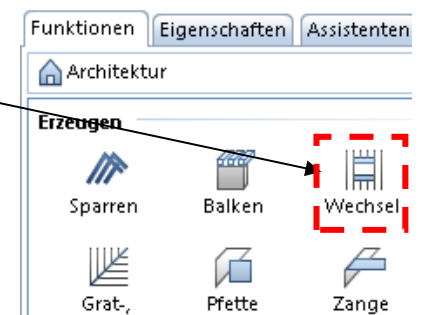 Funktionen Eigenschaften Assistenten
Architektur
Erzeugen
Sparren Balken Wechsel
Grat-, Pfette Zange